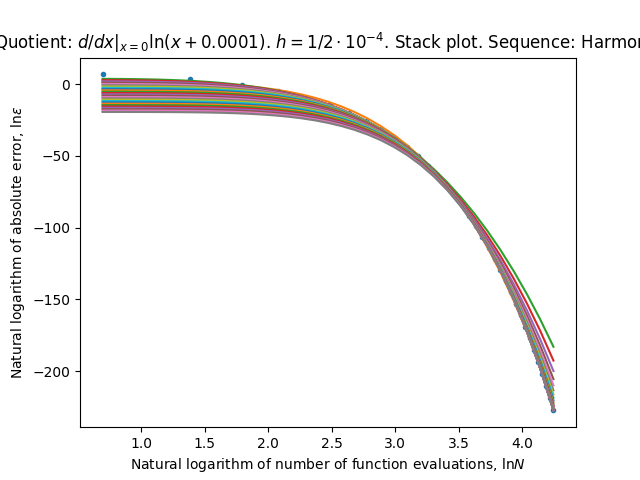 Quotient: d/dx|ₓ₌₀ln(x + 0.0001). h = 1/2 · 10⁻⁴. Stack plot. Sequence:
0
−50
−100
−150
−200
Natural logarithm of absolute error, lnε
1.0 1.5 2.0 2.5 3.0 3.5 4.0
Natural logarithm of number of function evaluations, lnN